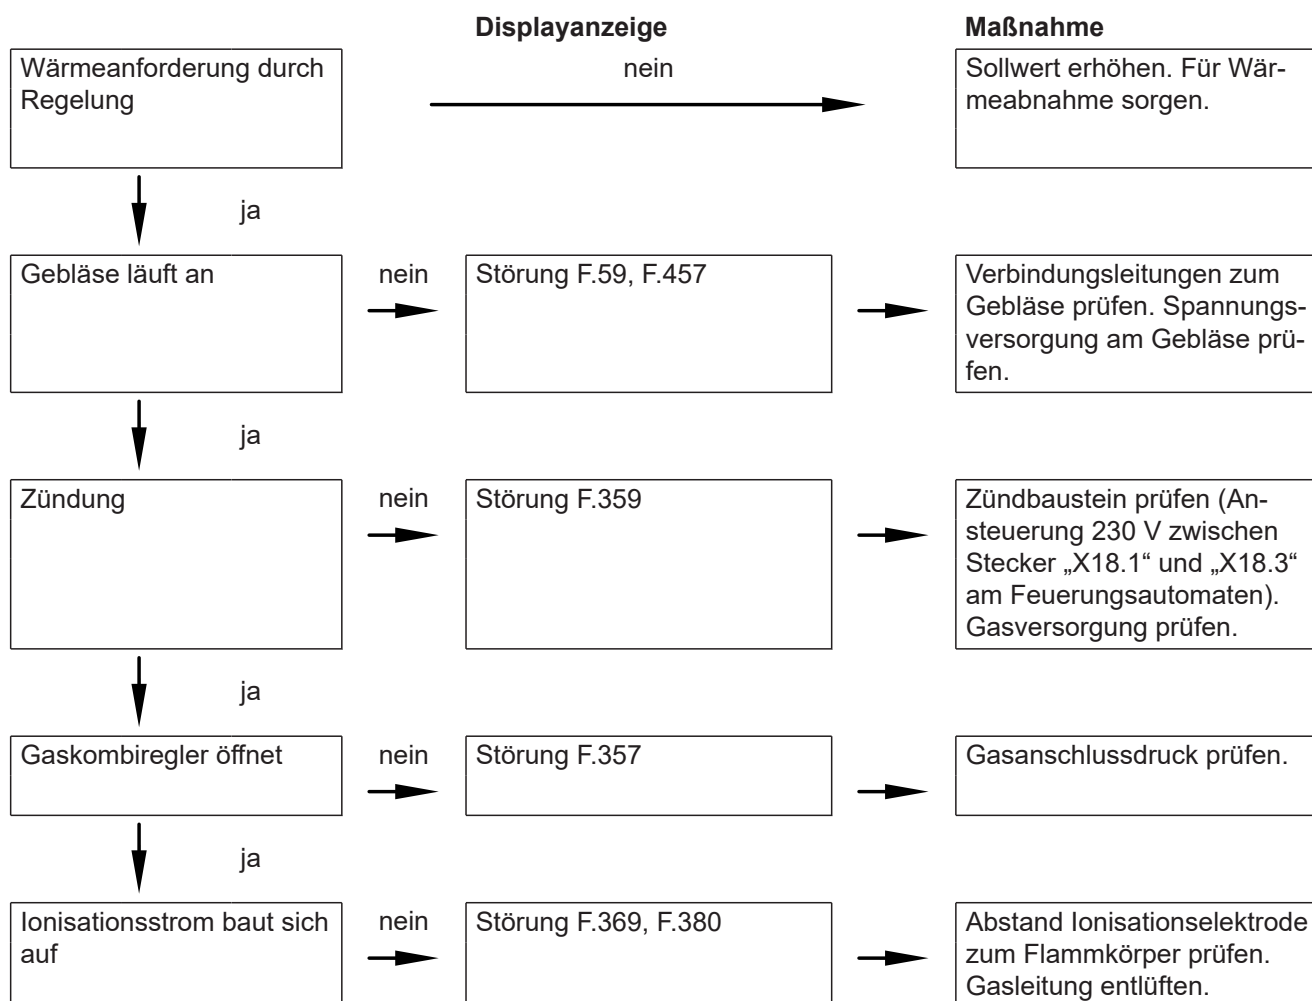 Displayanzeige
Maßnahme
Wärmeanforderung durch
Regelung
nein
Sollwert erhöhen. Für Wär-
meabnahme sorgen.
ja
Gebläse läuft an
nein
Störung F.59, F.457
Verbindungsleitungen zum
Gebläse prüfen. Spannungs-
versorgung am Gebläse prü-
fen.
ja
Zündung
nein
Störung F.359
Zündbaustein prüfen (An-
steuerung 230 V zwischen
Stecker „X18.1“ und „X18.3“
am Feuerungsautomaten).
Gasversorgung prüfen.
ja
Gaskombiregler öffnet
nein
Störung F.357
Gasanschlussdruck prüfen.
ja
Ionisationsstrom baut sich
auf
nein
Störung F.369, F.380
Abstand Ionisationselektrode
zum Flammkörper prüfen.
Gasleitung entlüften.